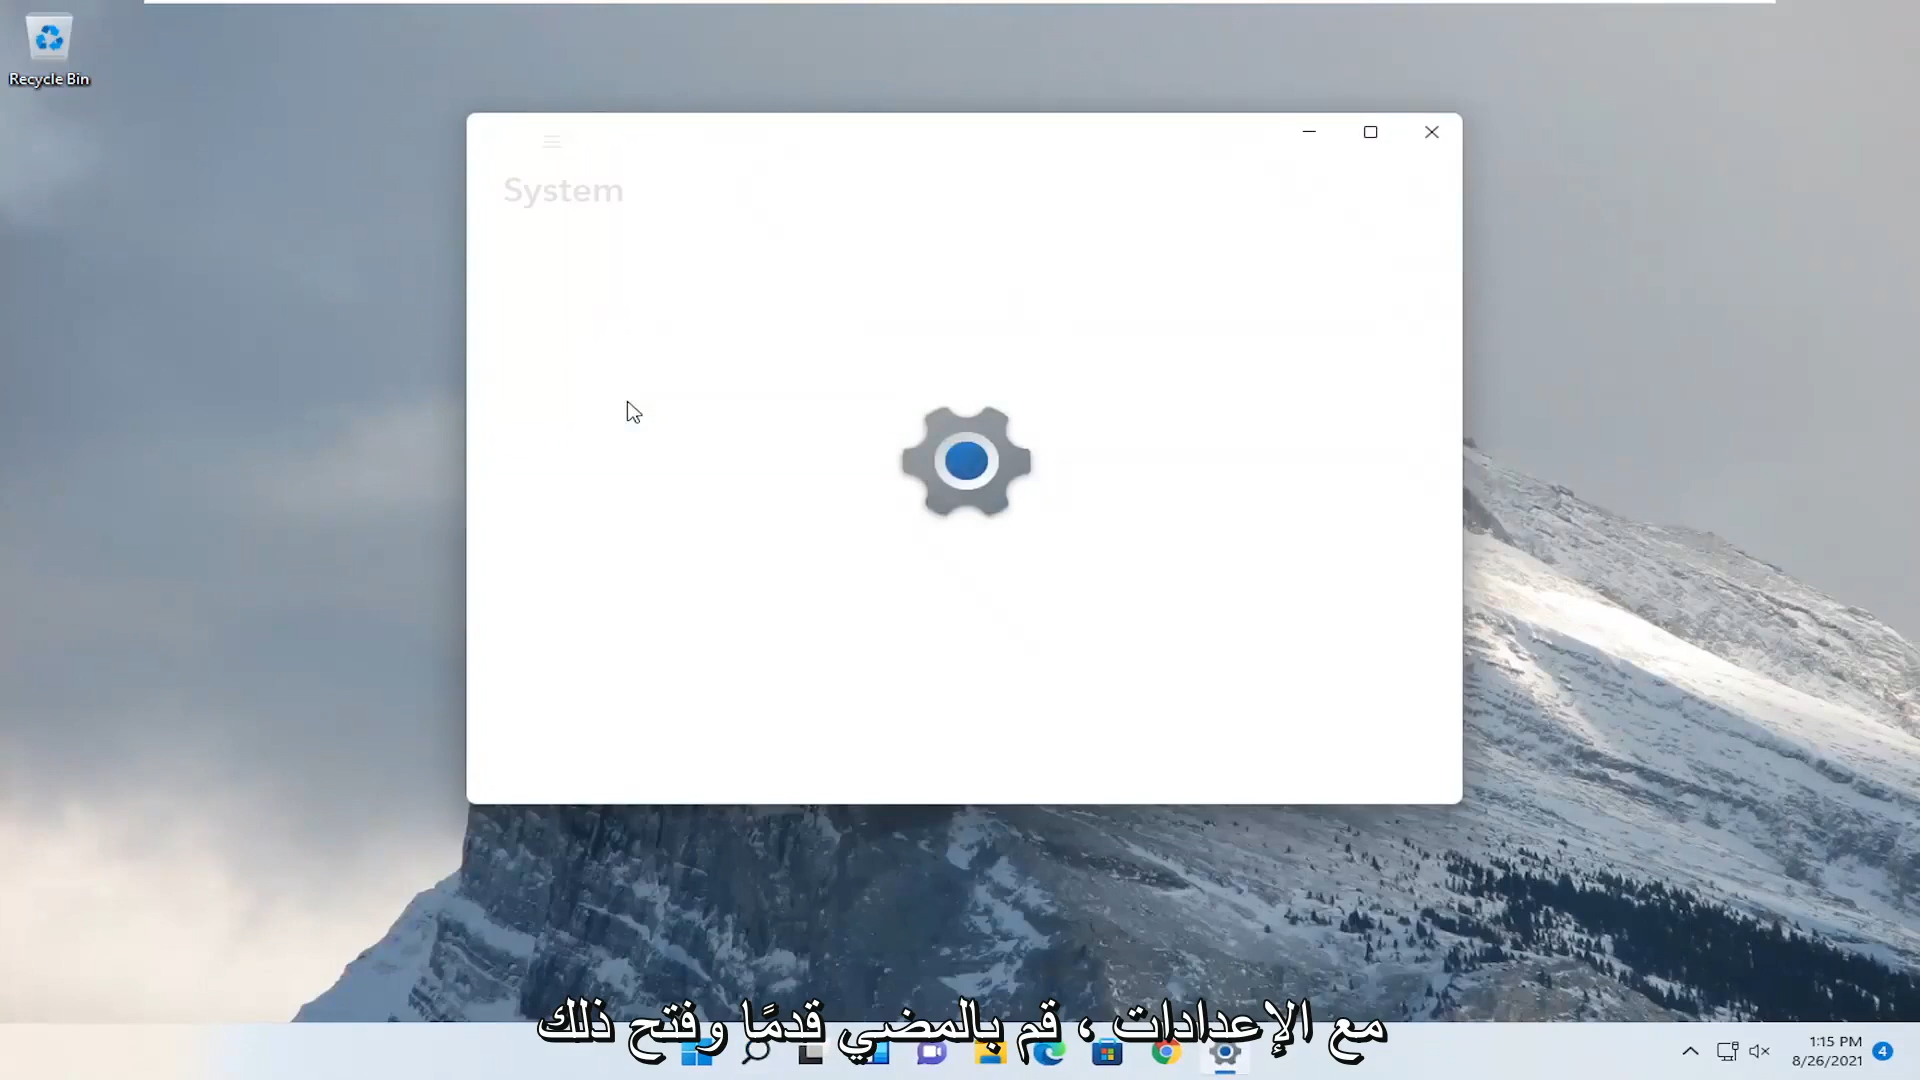 Recycle Bin
System
مع الإعدادات ، قم بالمضي قدمًا وفتح ذلك
1:15 PM
8/26/2021
4